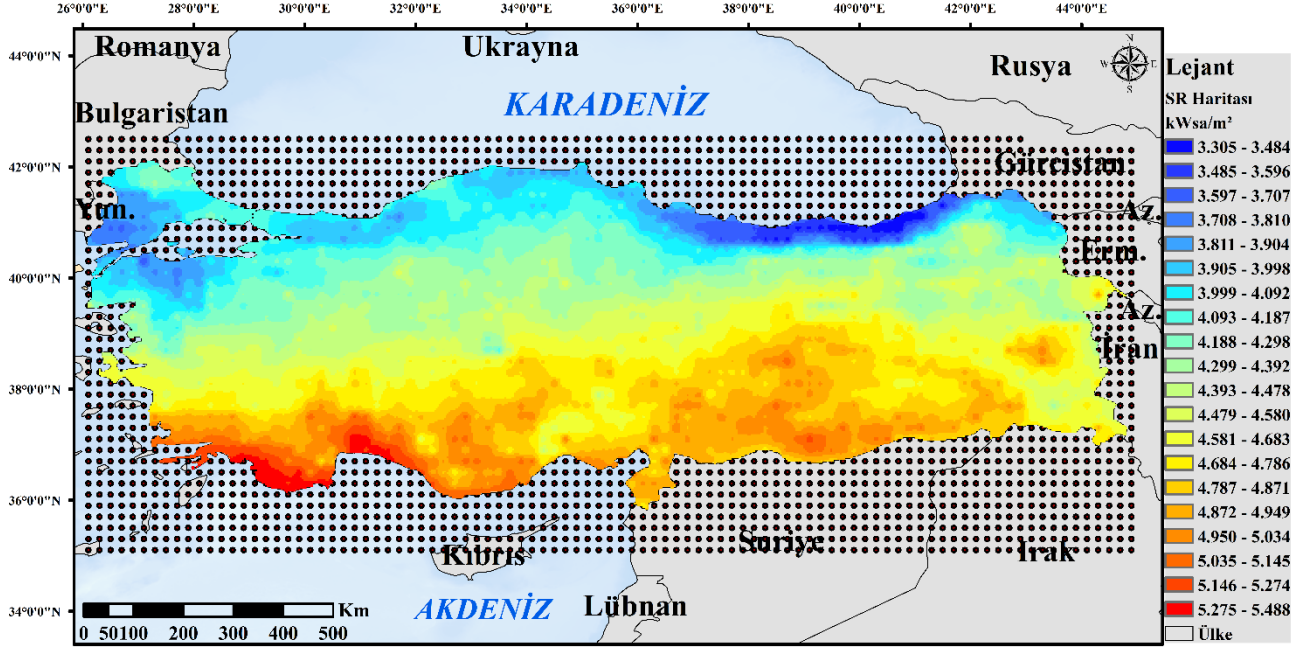 26°0'0"E 28°0'0"E 30°0'0"E 32°0'0"E 34°0'0"E 36°0'0"E 38°0'0"E 40°0'0"E 42°0'0"E 44°0'0"E
44°0'0"N
42°0'0"N
40°0'0"N
38°0'0"N
36°0'0"N
34°0'0"N
Romanya
Ukrayna
Rusya
N
W E
S
KARADENİZ
Bulgaristan
Gürcistan
Yun.
Az.
Erm.
Az.
İran
Kıbrıs
Suriye
Irak
AKDENİZ
Lübnan
Km
0 50100 200 300 400 500
Lejant
SR Haritası
kWsa/m²
3.305 - 3.484
3.485 - 3.596
3.597 - 3.707
3.708 - 3.810
3.811 - 3.904
3.905 - 3.998
3.999 - 4.092
4.093 - 4.187
4.188 - 4.298
4.299 - 4.392
4.393 - 4.478
4.479 - 4.580
4.581 - 4.683
4.684 - 4.786
4.787 - 4.871
4.872 - 4.949
4.950 - 5.034
5.035 - 5.145
5.146 - 5.274
5.275 - 5.488
Ülke